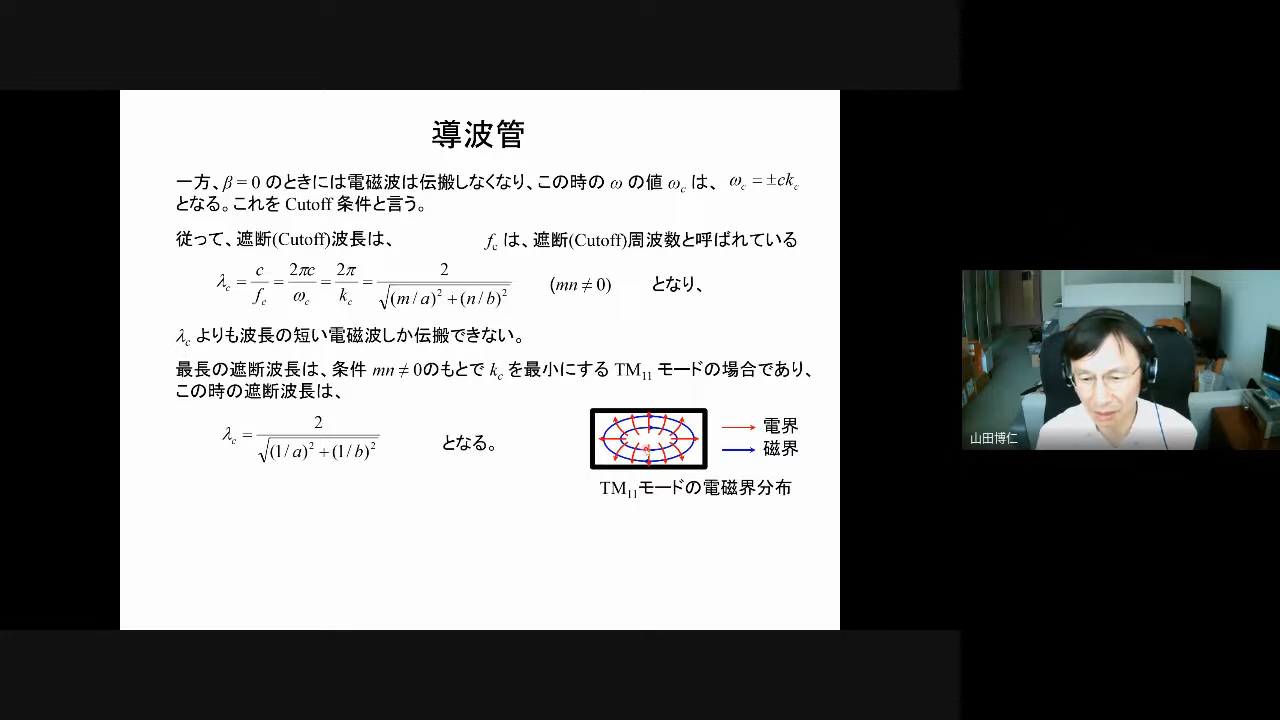 導波管
一方、β = 0 のときには電磁波は伝搬しなくなり、この時の ω の値 ω_c は、 ω_c = ±ck_c
となる。これを Cutoff 条件と言う。
従って、遮断(Cutoff)波長は、 f_c は、遮断(Cutoff)周波数と呼ばれている
λ_c = c/f_c = 2πc/ω_c = 2π/k_c = 2/√((m/a)² + (n/b)²) (mn ≠ 0) となり、
λ_c よりも波長の短い電磁波しか伝搬できない。
最長の遮断波長は、条件 mn ≠ 0のもとで k_c を最小にする TM₁₁ モードの場合であり、
この時の遮断波長は、
λ_c = 2/√((1/a)² + (1/b)²) となる。
電界
磁界
TM₁₁モードの電磁界分布
山田博仁